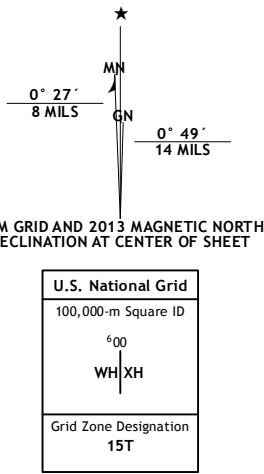 ★
MN
0° 27´
8 MILS
GN
0° 49´
14 MILS
M GRID AND 2013 MAGNETIC NORTH
ECLINATION AT CENTER OF SHEET
U.S. National Grid
100,000-m Square ID
⁶00
WH XH
Grid Zone Designation
15T